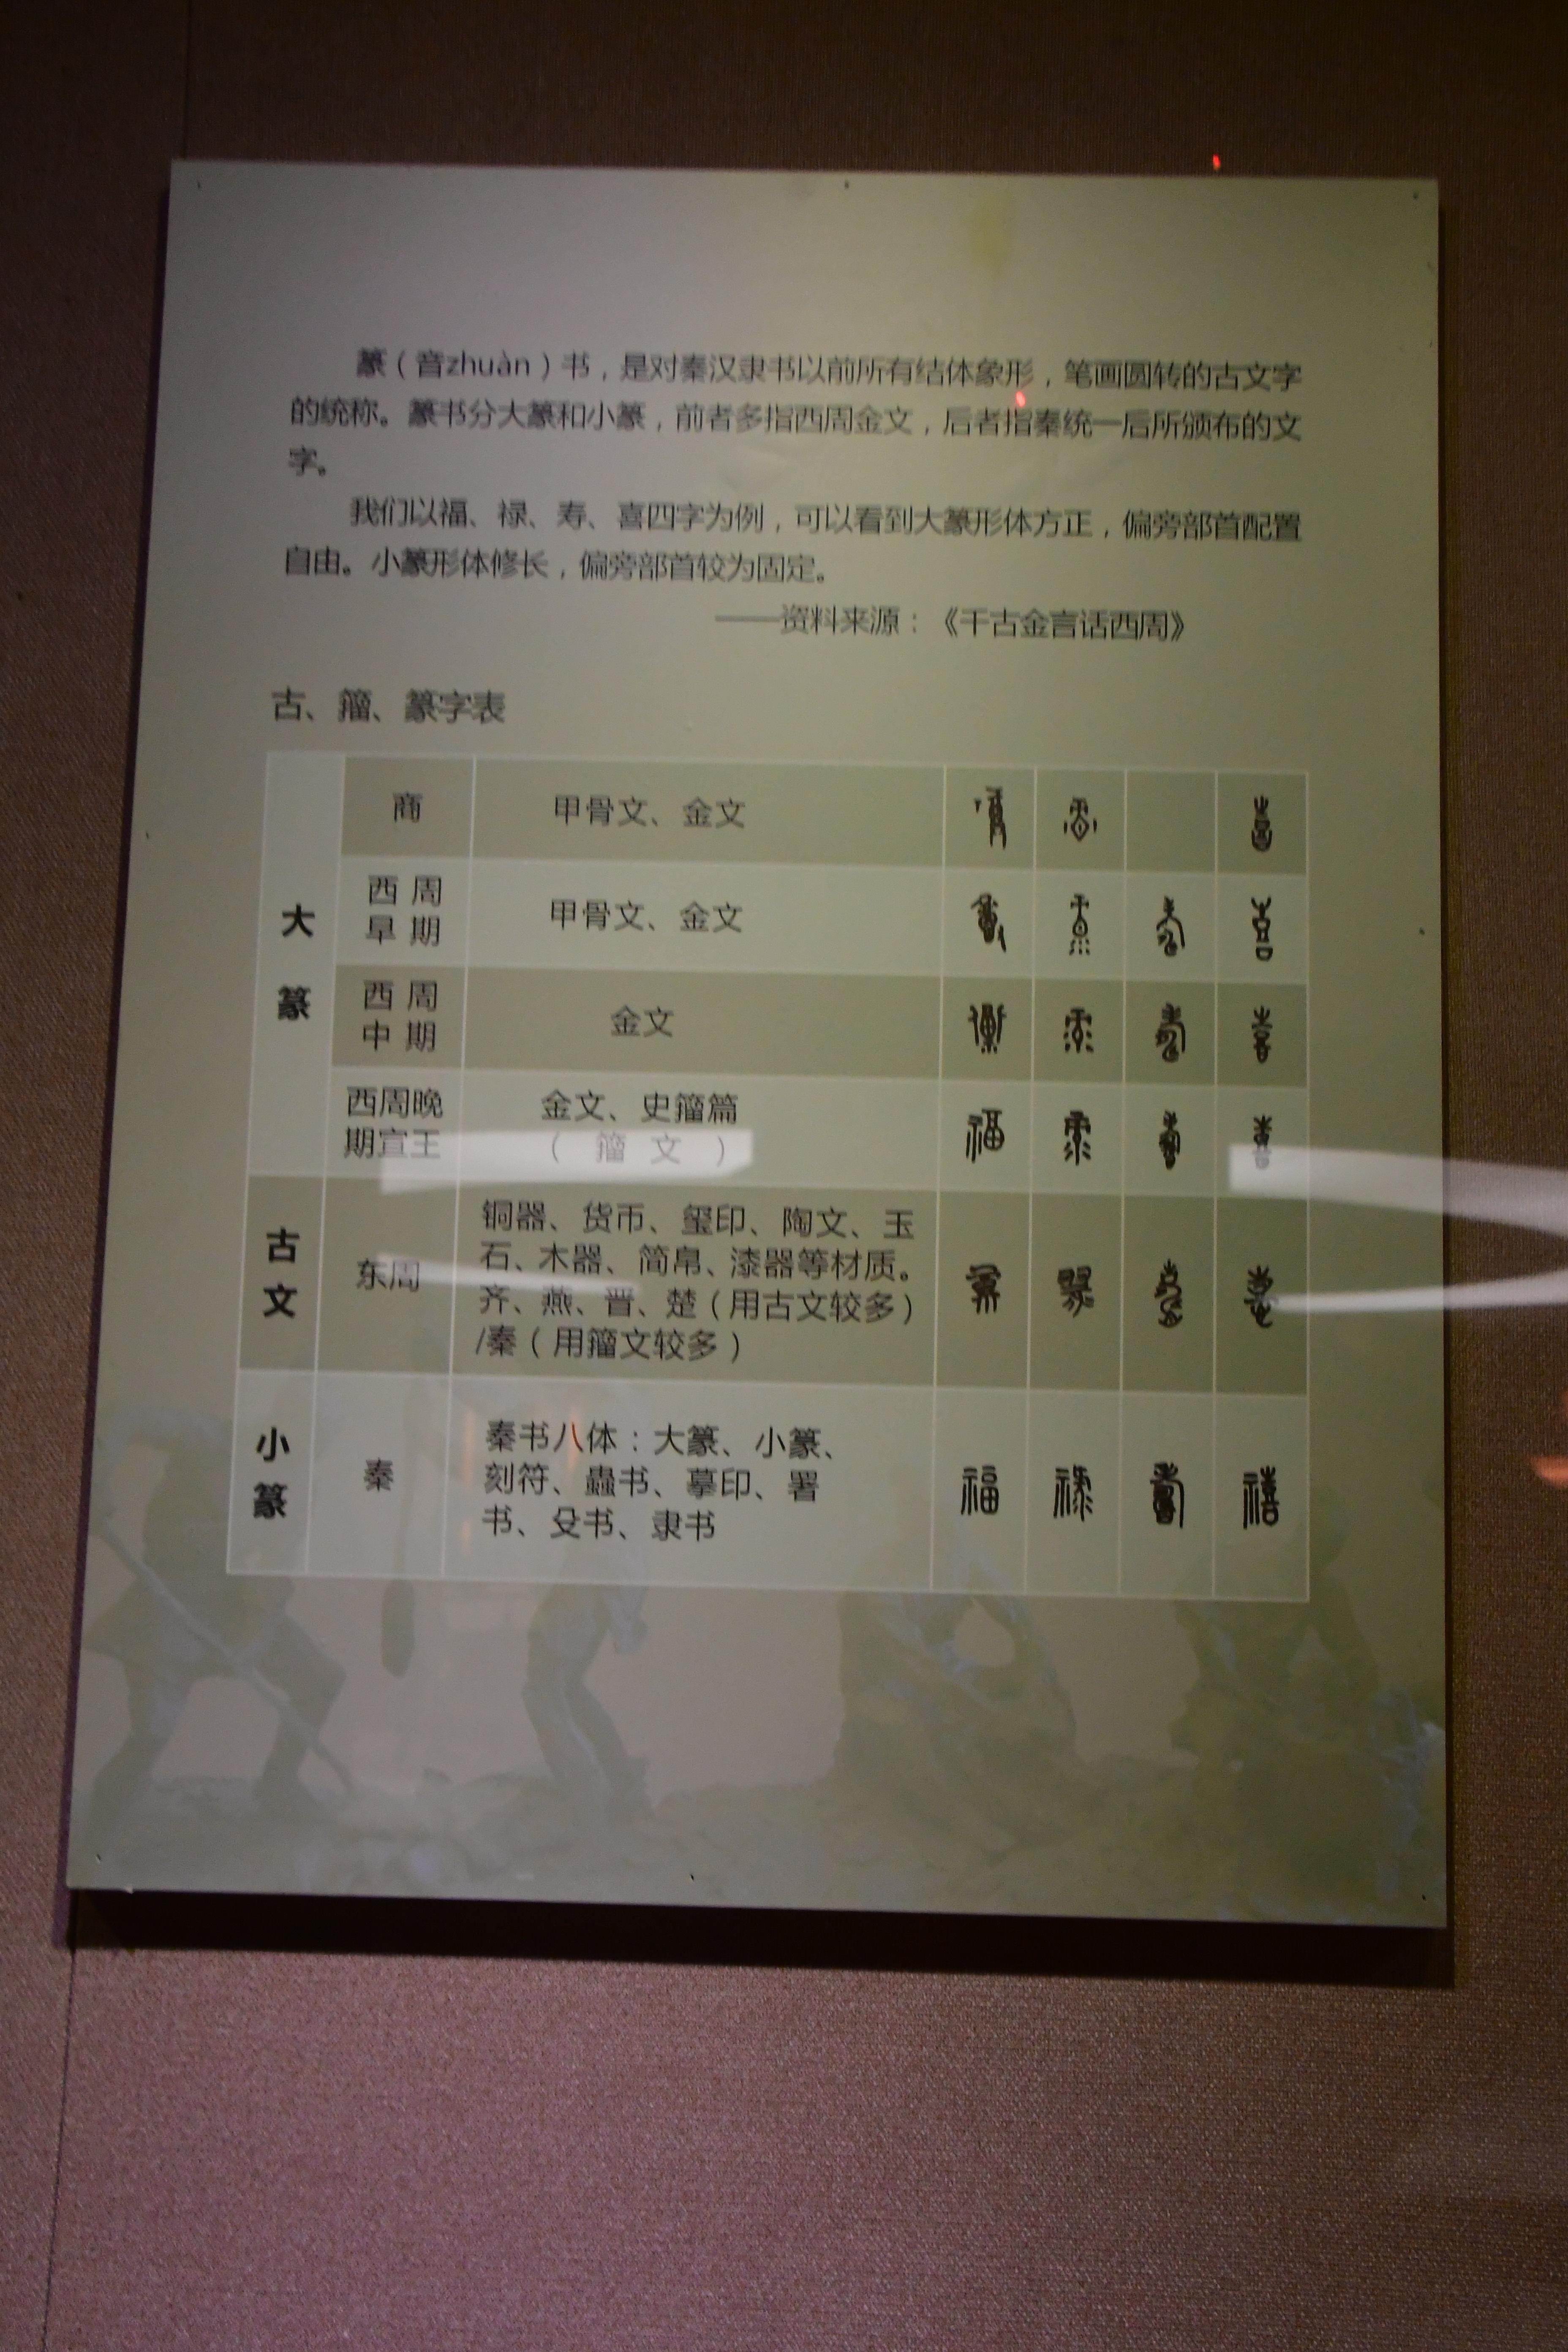 篆（音zhuàn）书，是对秦汉隶书以前所有结体象形，笔画圆转的古文字
的统称。篆书分大篆和小篆，前者多指西周金文，后者指秦统一后所颁布的文
字。
我们以福、禄、寿、喜四字为例，可以看到大篆形体方正，偏旁部首配置
自由。小篆形体修长，偏旁部首较为固定。
——资料来源：《千古金言话西周》
古、籀、篆字表
大篆
商
甲骨文、金文
西周
早期
甲骨文、金文
西周
中期
金文
西周晚
期宣王
金文、史籀篇
（籀文）
古文
东周
铜器、货币、玺印、陶文、玉
石、木器、简帛、漆器等材质。
齐、燕、晋、楚（用古文较多）
/秦（用籀文较多）
小篆
秦
秦书八体：大篆、小篆、
刻符、蟲书、摹印、署
书、殳书、隶书
福 禄 壽 禧